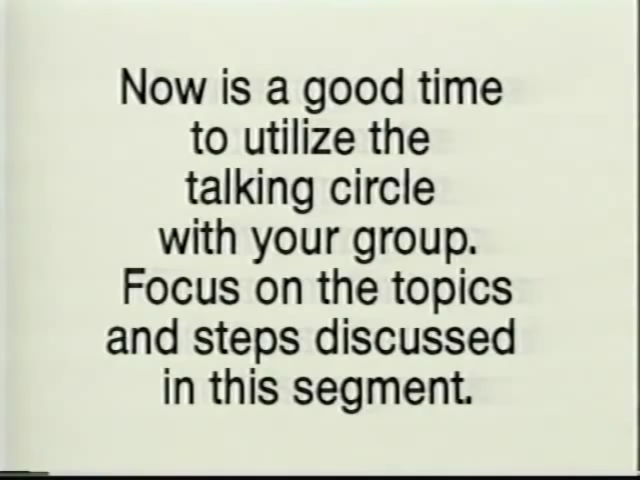 Now is a good time
to utilize the
talking circle
with your group.
Focus on the topics
and steps discussed
in this segment.